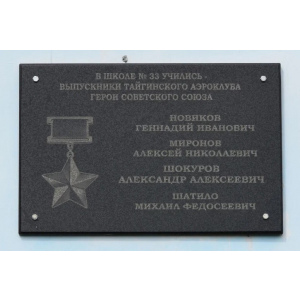 В ШКОЛЕ № 33 УЧИЛИСЬ -
ВЫПУСКНИКИ ТАЙГИНСКОГО АЭРОКЛУБА
ГЕРОИ СОВЕТСКОГО СОЮЗА
НОВИКОВ
ГЕННАДИЙ ИВАНОВИЧ
МИРОНОВ
АЛЕКСЕЙ НИКОЛАЕВИЧ
ШОКУРОВ
АЛЕКСАНДР АЛЕКСЕЕВИЧ
ШАТИЛО
МИХАИЛ ФЕДОСЕЕВИЧ